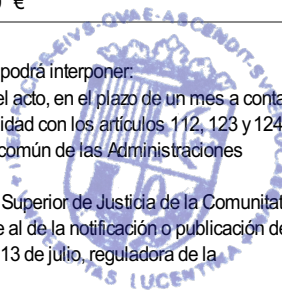 €
podrá interponer:
el acto, en el plazo de un mes a conta
idad con los artículos 112, 123 y 124
común de las Administraciones
Superior de Justicia de la Comunitat
e al de la notificación o publicación de
13 de julio, reguladora de la